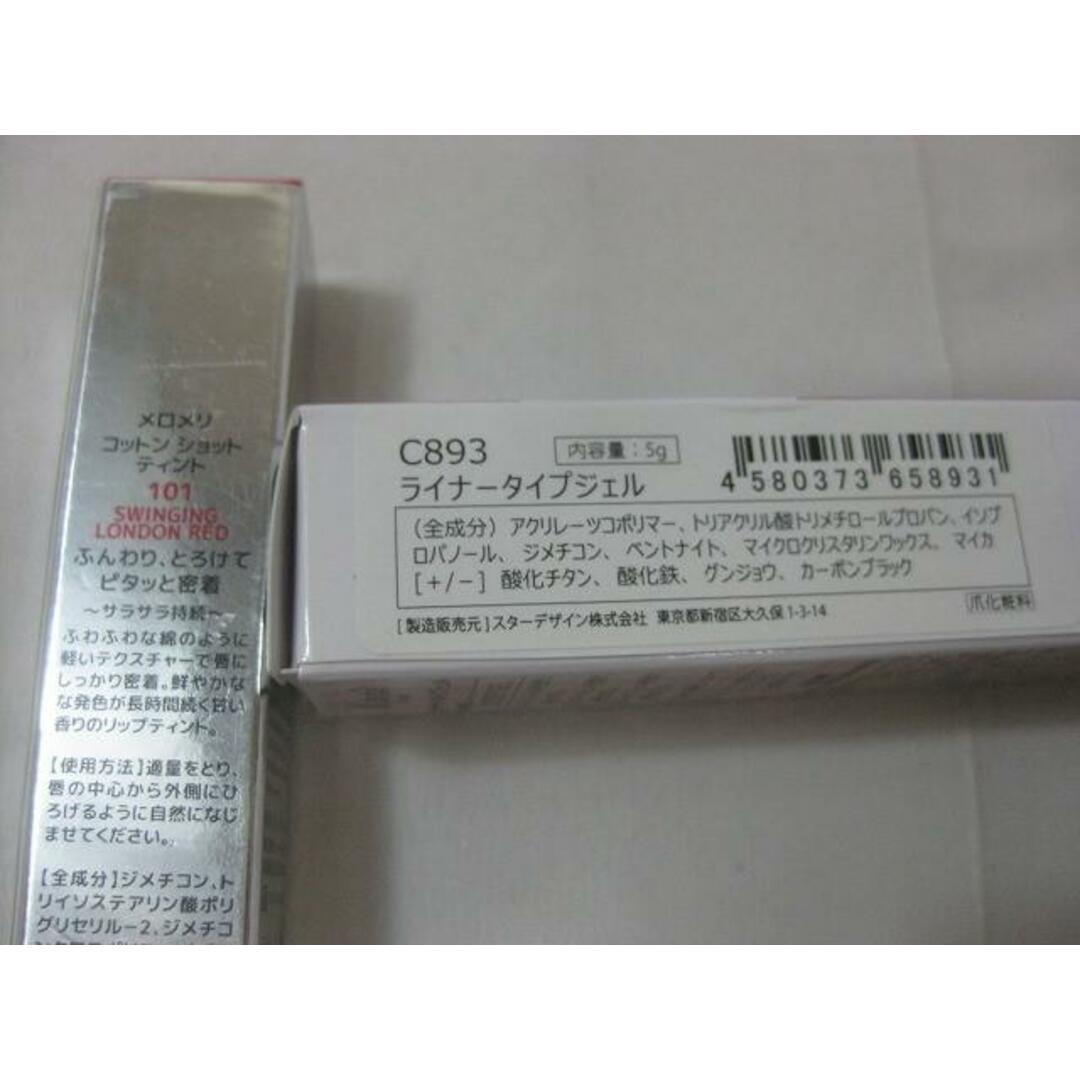 メロメリ
コットン ショット
ティント
101
SWINGING
LONDON RED
ふんわり、とろけて
ピタッと密着
～サラサラ持続～
ふわふわな綿のように
軽いテクスチャーで唇に
しっかり密着。鮮やかな
な発色が長時間続く甘い
香りのリップティント。
【使用方法】適量をとり、
唇の中心から外側にひ
ろげるように自然になじ
ませてください。
【全成分】ジメチコン、ト
リイソステアリン酸ポリ
グリセリル-2、ジメチコ
C893
内容量：5g
ライナータイプジェル
4 580373 658931
（全成分）アクリレーツコポリマー、トリアクリル酸トリメチロールプロパン、イソプ
ロパノール、ジメチコン、ベントナイト、マイクロクリスタリンワックス。マイカ
[+/-] 酸化チタン、酸化鉄、グンジョウ、カーボンブラック
爪化粧料
[製造販売元]スターデザイン株式会社 東京都新宿区大久保1-3-14